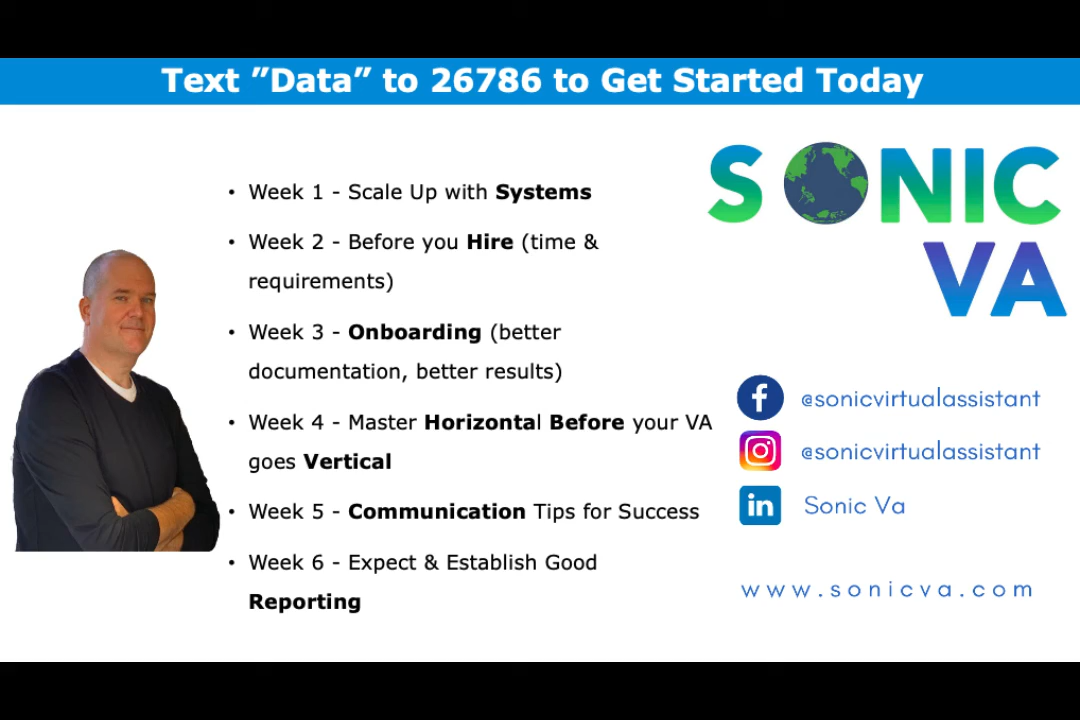 Text ”Data” to 26786 to Get Started Today
• Week 1 - Scale Up with Systems
• Week 2 - Before you Hire (time &
requirements)
• Week 3 - Onboarding (better
documentation, better results)
• Week 4 - Master Horizontal Before your VA
goes Vertical
• Week 5 - Communication Tips for Success
• Week 6 - Expect & Establish Good
Reporting
SONIC
VA
@sonicvirtualassistant
@sonicvirtualassistant
in Sonic Va
www.sonicva.com